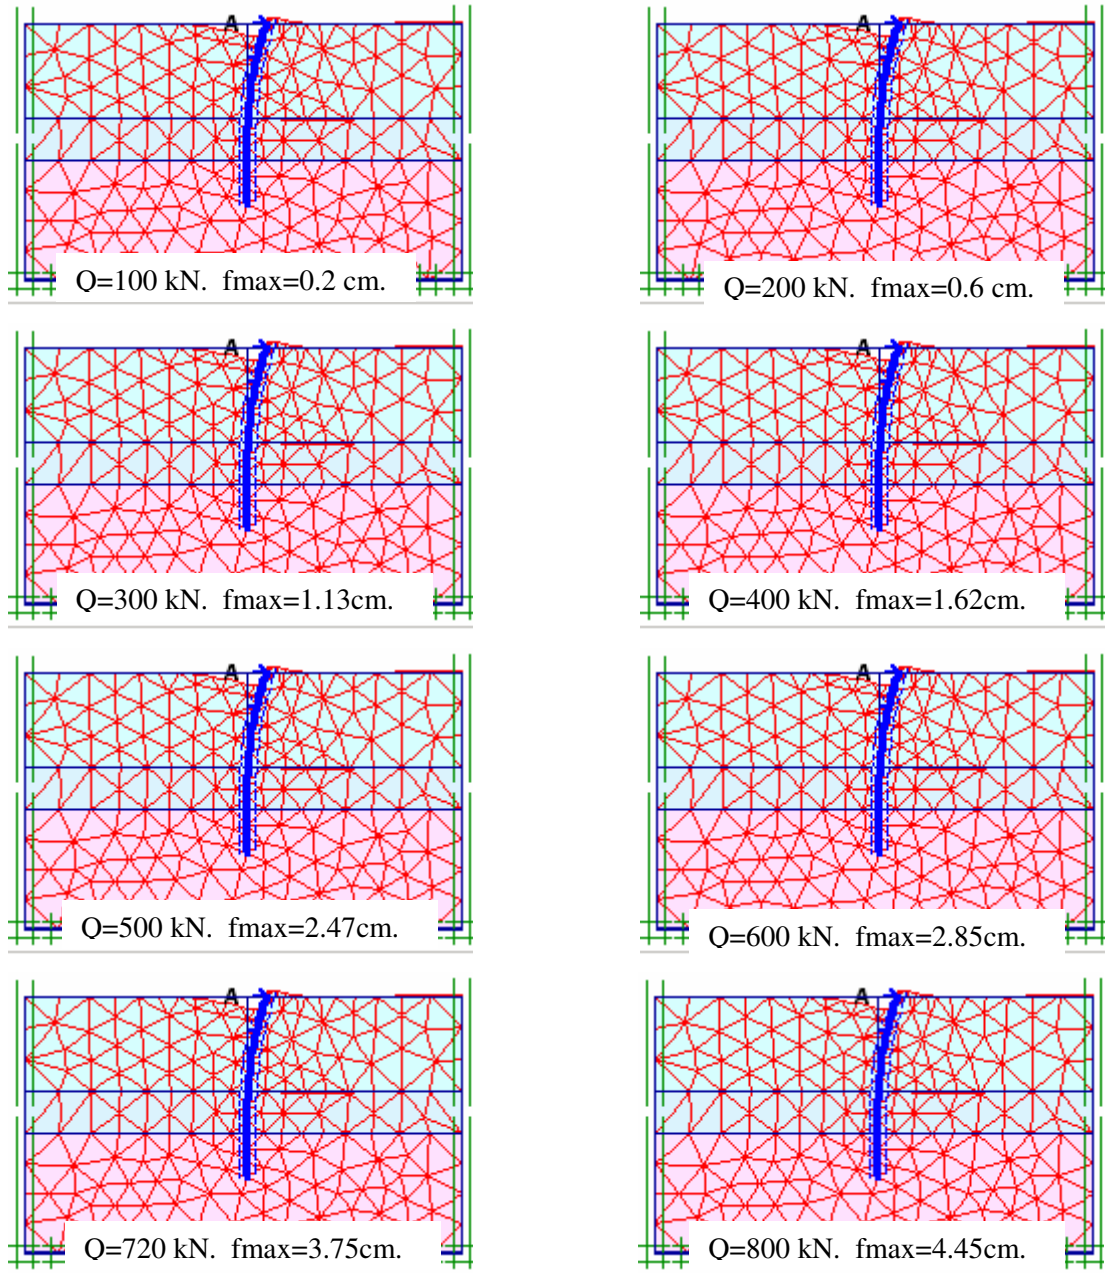 A
A
Q=100 kN.  fmax=0.2 cm.
Q=200 kN.  fmax=0.6 cm.
A
A
Q=300 kN.  fmax=1.13cm.
Q=400 kN.  fmax=1.62cm.
A
A
Q=500 kN.  fmax=2.47cm.
Q=600 kN.  fmax=2.85cm.
A
A
Q=720 kN.  fmax=3.75cm.
Q=800 kN.  fmax=4.45cm.